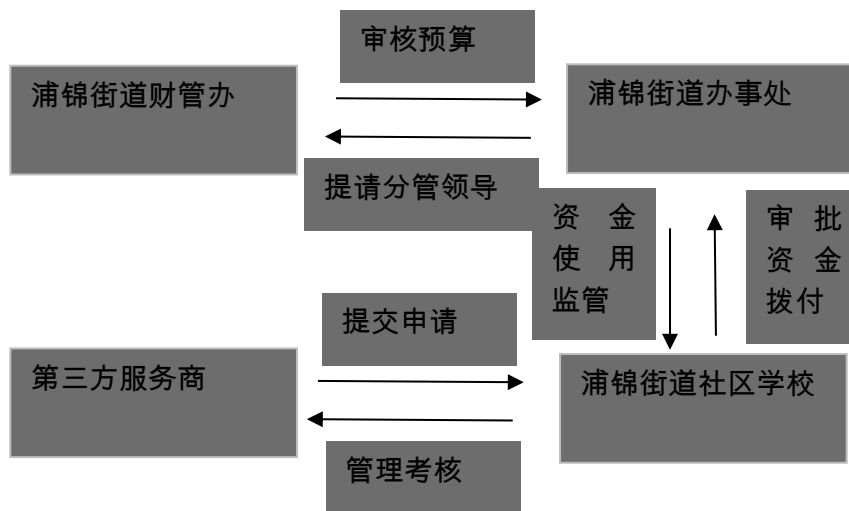 审核预算
浦锦街道财管办
浦锦街道办事处
提请分管领导
资 金
使 用
监管
审 批
资 金
拨付
提交申请
第三方服务商
浦锦街道社区学校
管理考核